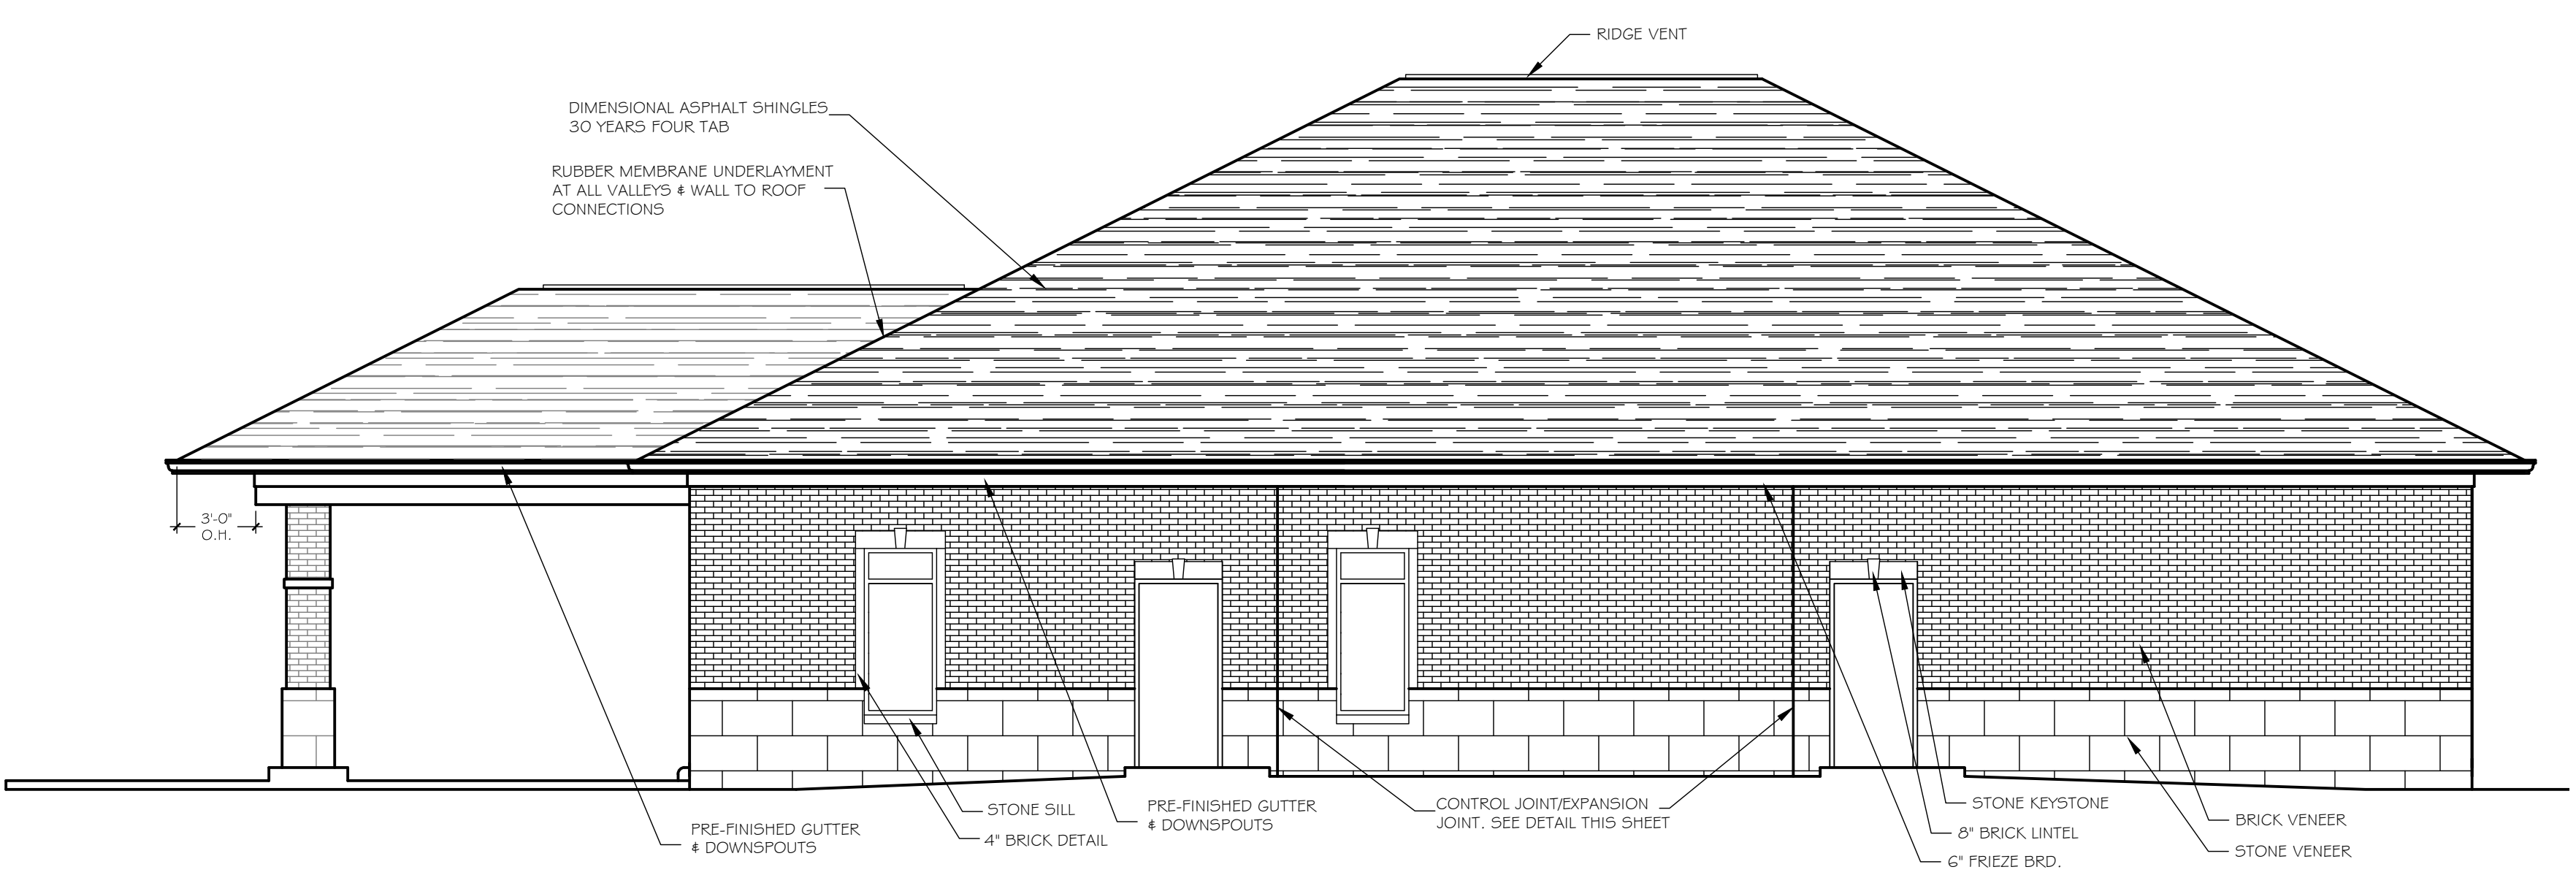 RIDGE VENT
DIMENSIONAL ASPHALT SHINGLES
30 YEARS FOUR TAB
RUBBER MEMBRANE UNDERLAYMENT
AT ALL VALLEYS & WALL TO ROOF
CONNECTIONS
3'-0"
O.H.
STONE SILL
4" BRICK DETAIL
PRE-FINISHED GUTTER
& DOWNSPOUTS
PRE-FINISHED GUTTER
& DOWNSPOUTS
CONTROL JOINT/EXPANSION
JOINT. SEE DETAIL THIS SHEET
STONE KEYSTONE
8" BRICK LINTEL
6" FRIEZE BRD.
BRICK VENEER
STONE VENEER